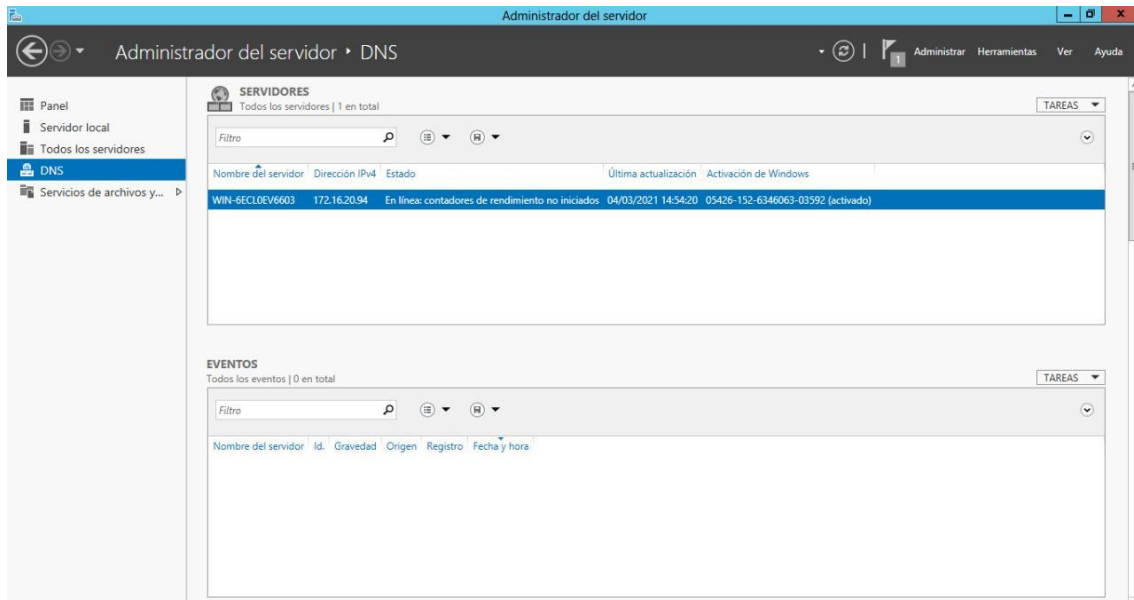 Administrador del servidor
Administrador del servidor ‣ DNS
1
Administrar Herramientas Ver Ayuda
Panel
Servidor local
Todos los servidores
DNS
Servicios de archivos y...
SERVIDORES
Todos los servidores | 1 en total
TAREAS
Filtro
Nombre del servidor Dirección IPv4 Estado Última actualización Activación de Windows
WIN-6ECL0EV6603 172.16.20.94 En línea: contadores de rendimiento no iniciados 04/03/2021 14:54:20 05426-152-6346063-03592 (activado)
EVENTOS
Todos los eventos | 0 en total
TAREAS
Filtro
Nombre del servidor Id. Gravedad Origen Registro Fecha y hora